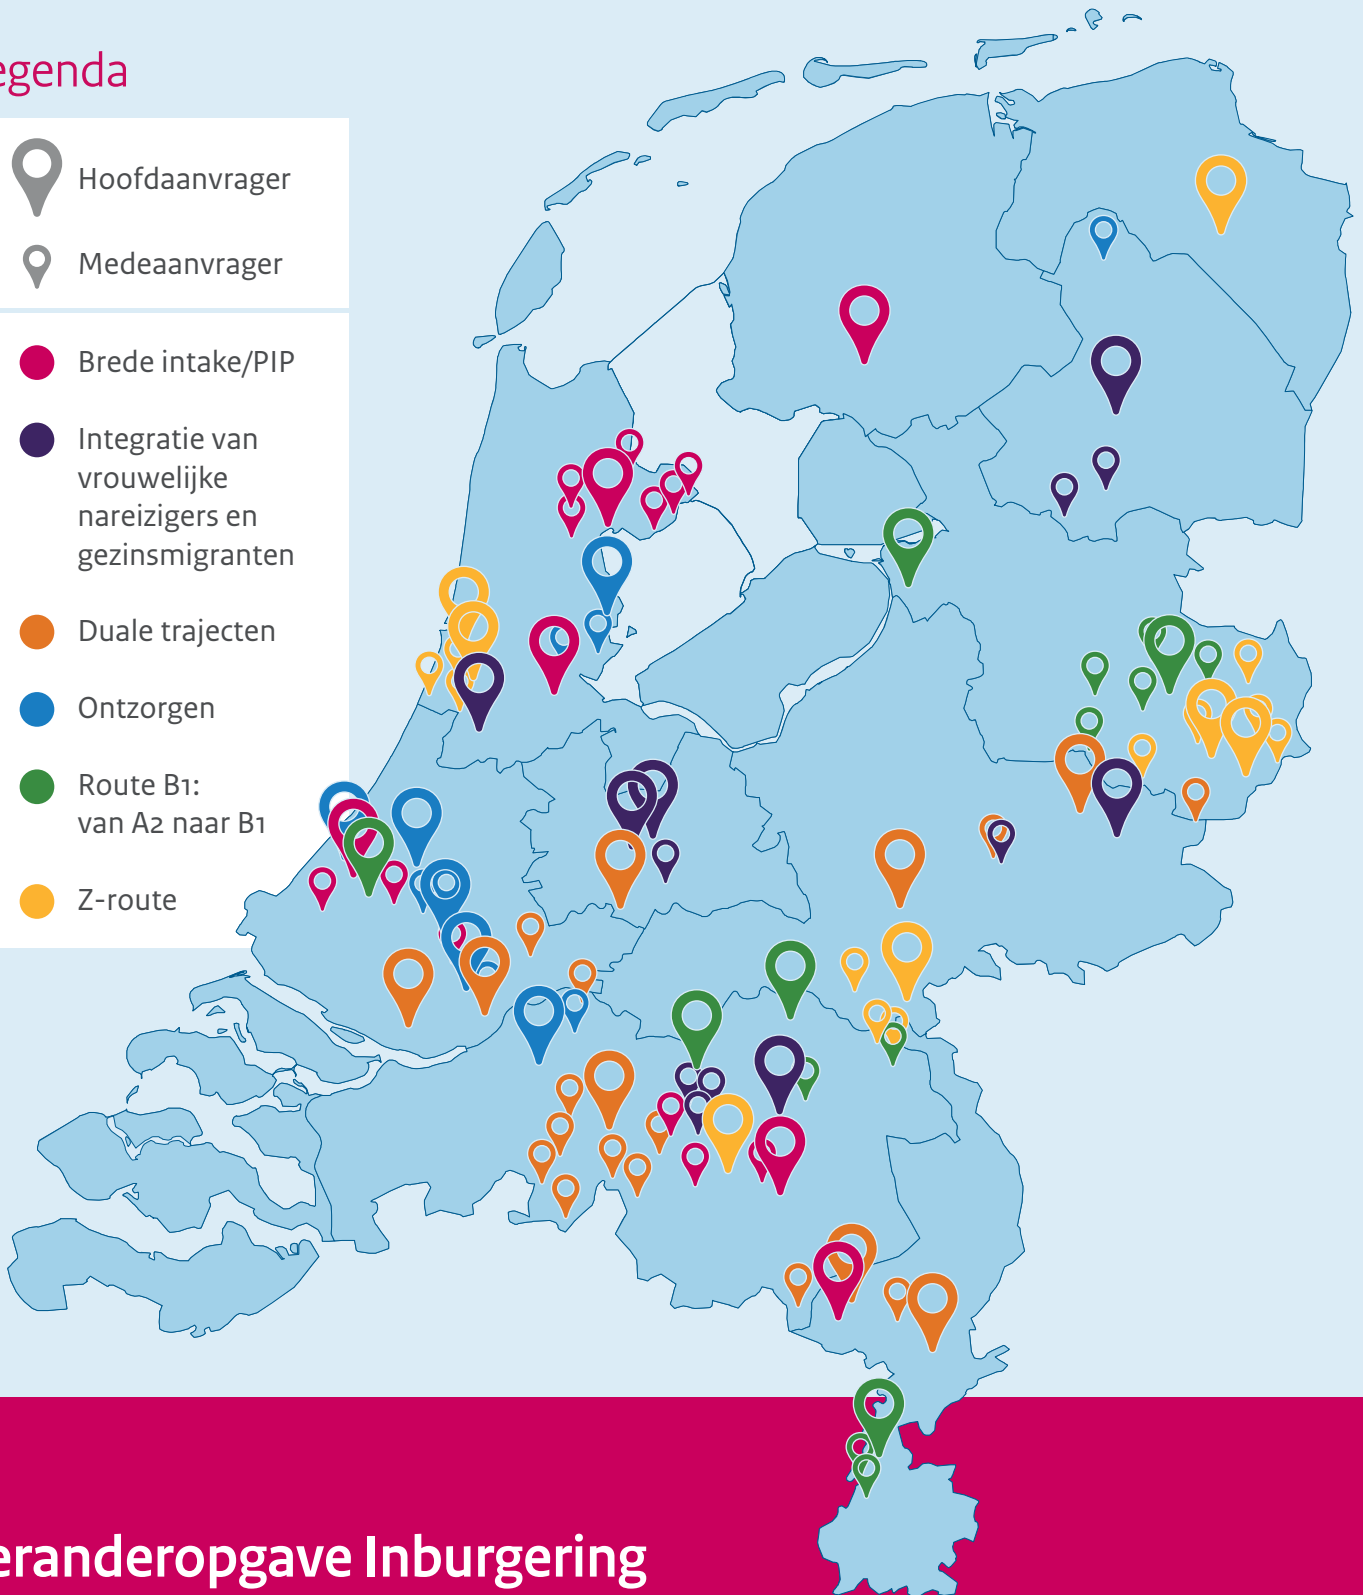 egenda
Hoofdaanvrager
Medeaanvrager
Brede intake/PIP
Integratie van
vrouwelijke
nareizigers en
gezinsmigranten
Duale trajecten
Ontzorgen
Route B1:
van A2 naar B1
Z-route
eranderopgave Inburgering